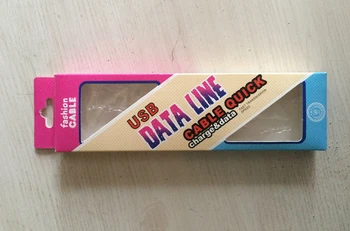 fashion
CABLE
USB
DATA LINE
CABLE QUICK
charge&data